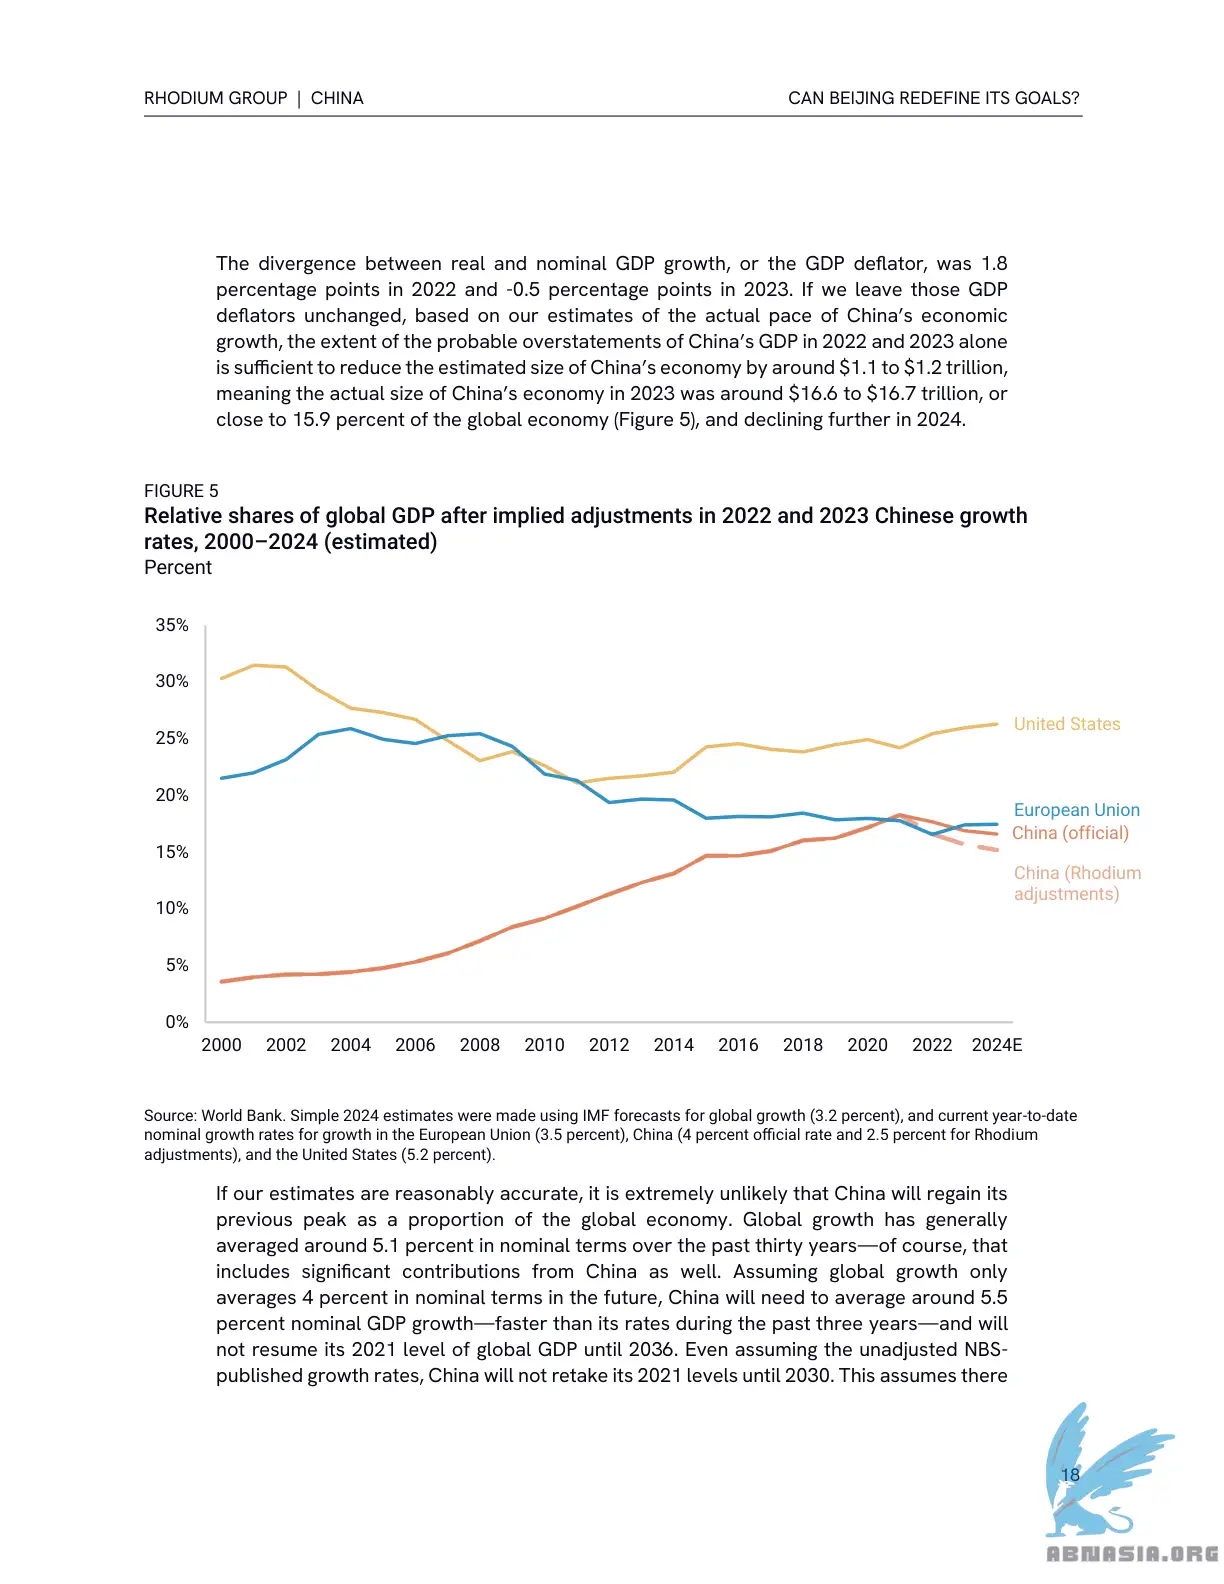 RHODIUM GROUP | CHINA
CAN BEIJING REDEFINE ITS GOALS?
The divergence between real and nominal GDP growth, or the GDP deflator, was 1.8
percentage points in 2022 and -0.5 percentage points in 2023. If we leave those GDP
deflators unchanged, based on our estimates of the actual pace of China’s economic
growth, the extent of the probable overstatements of China’s GDP in 2022 and 2023 alone
is sufficient to reduce the estimated size of China’s economy by around $1.1 to $1.2 trillion,
meaning the actual size of China’s economy in 2023 was around $16.6 to $16.7 trillion, or
close to 15.9 percent of the global economy (Figure 5), and declining further in 2024.
FIGURE 5
Relative shares of global GDP after implied adjustments in 2022 and 2023 Chinese growth
rates, 2000–2024 (estimated)
Percent
35%
30%
25%
20%
15%
10%
5%
0%
United States
European Union
China (official)
China (Rhodium
adjustments)
2000 2002 2004 2006 2008 2010 2012 2014 2016 2018 2020 2022 2024E
Source: World Bank. Simple 2024 estimates were made using IMF forecasts for global growth (3.2 percent), and current year-to-date
nominal growth rates for growth in the European Union (3.5 percent), China (4 percent official rate and 2.5 percent for Rhodium
adjustments), and the United States (5.2 percent).
If our estimates are reasonably accurate, it is extremely unlikely that China will regain its
previous peak as a proportion of the global economy. Global growth has generally
averaged around 5.1 percent in nominal terms over the past thirty years—of course, that
includes significant contributions from China as well. Assuming global growth only
averages 4 percent in nominal terms in the future, China will need to average around 5.5
percent nominal GDP growth—faster than its rates during the past three years—and will
not resume its 2021 level of global GDP until 2036. Even assuming the unadjusted NBS-
published growth rates, China will not retake its 2021 levels until 2030. This assumes there
18
ABNASIA.ORG